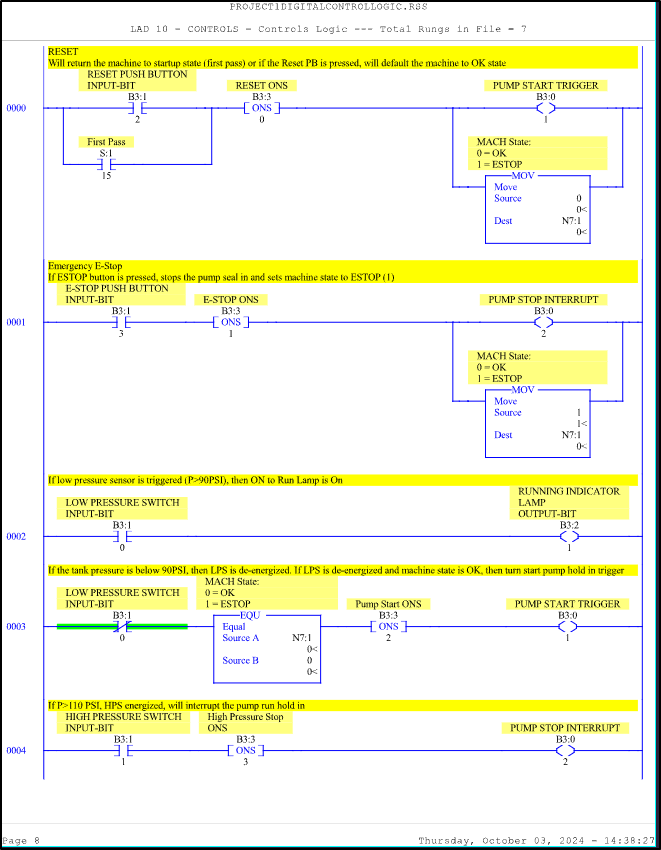 PROJECT1DIGITALCONTROLLOGIC.RSS
LAD 10 - CONTROLS - Controls Logic --- Total Rungs in File = 7
RESET
Will return the machine to startup state (first pass) or if the Reset PB is pressed, will default the machine to OK state
RESET PUSH BUTTON
INPUT-BIT RESET ONS PUMP START TRIGGER
B3:1 B3:3 B3:0
0000 ONS
2 0 1
First Pass MACH State:
S:1 0 = OK
1 = ESTOP
15 MOV
Move
Source 0
0<
Dest N7:1
0<
Emergency E-Stop
If ESTOP button is pressed, stops the pump seal in and sets machine state to ESTOP (1)
E-STOP PUSH BUTTON
INPUT-BIT E-STOP ONS PUMP STOP INTERRUPT
B3:1 B3:3 B3:0
0001 ONS
3 1 2
MACH State:
0 = OK
1 = ESTOP
MOV
Move
Source 1
1<
Dest N7:1
0<
If low pressure sensor is triggered (P>90PSI), then ON to Run Lamp is On
RUNNING INDICATOR
LOW PRESSURE SWITCH LAMP
INPUT-BIT OUTPUT-BIT
B3:1 B3:2
0002
0 1
If the tank pressure is below 90PSI, then LPS is de-energized. If LPS is de-energized and machine state is OK, then turn start pump hold in trigger
MACH State:
LOW PRESSURE SWITCH 0 = OK
INPUT-BIT 1 = ESTOP Pump Start ONS PUMP START TRIGGER
B3:1 EQU B3:3 B3:0
0003 Equal ONS
0 Source A N7:1 2 1
0<
Source B 0
0<
If P>110 PSI, HPS energized, will interrupt the pump run hold in
HIGH PRESSURE SWITCH High Pressure Stop
INPUT-BIT ONS PUMP STOP INTERRUPT
B3:1 B3:3 B3:0
0004 ONS
1 3 2
Page 8 Thursday, October 03, 2024 - 14:38:27